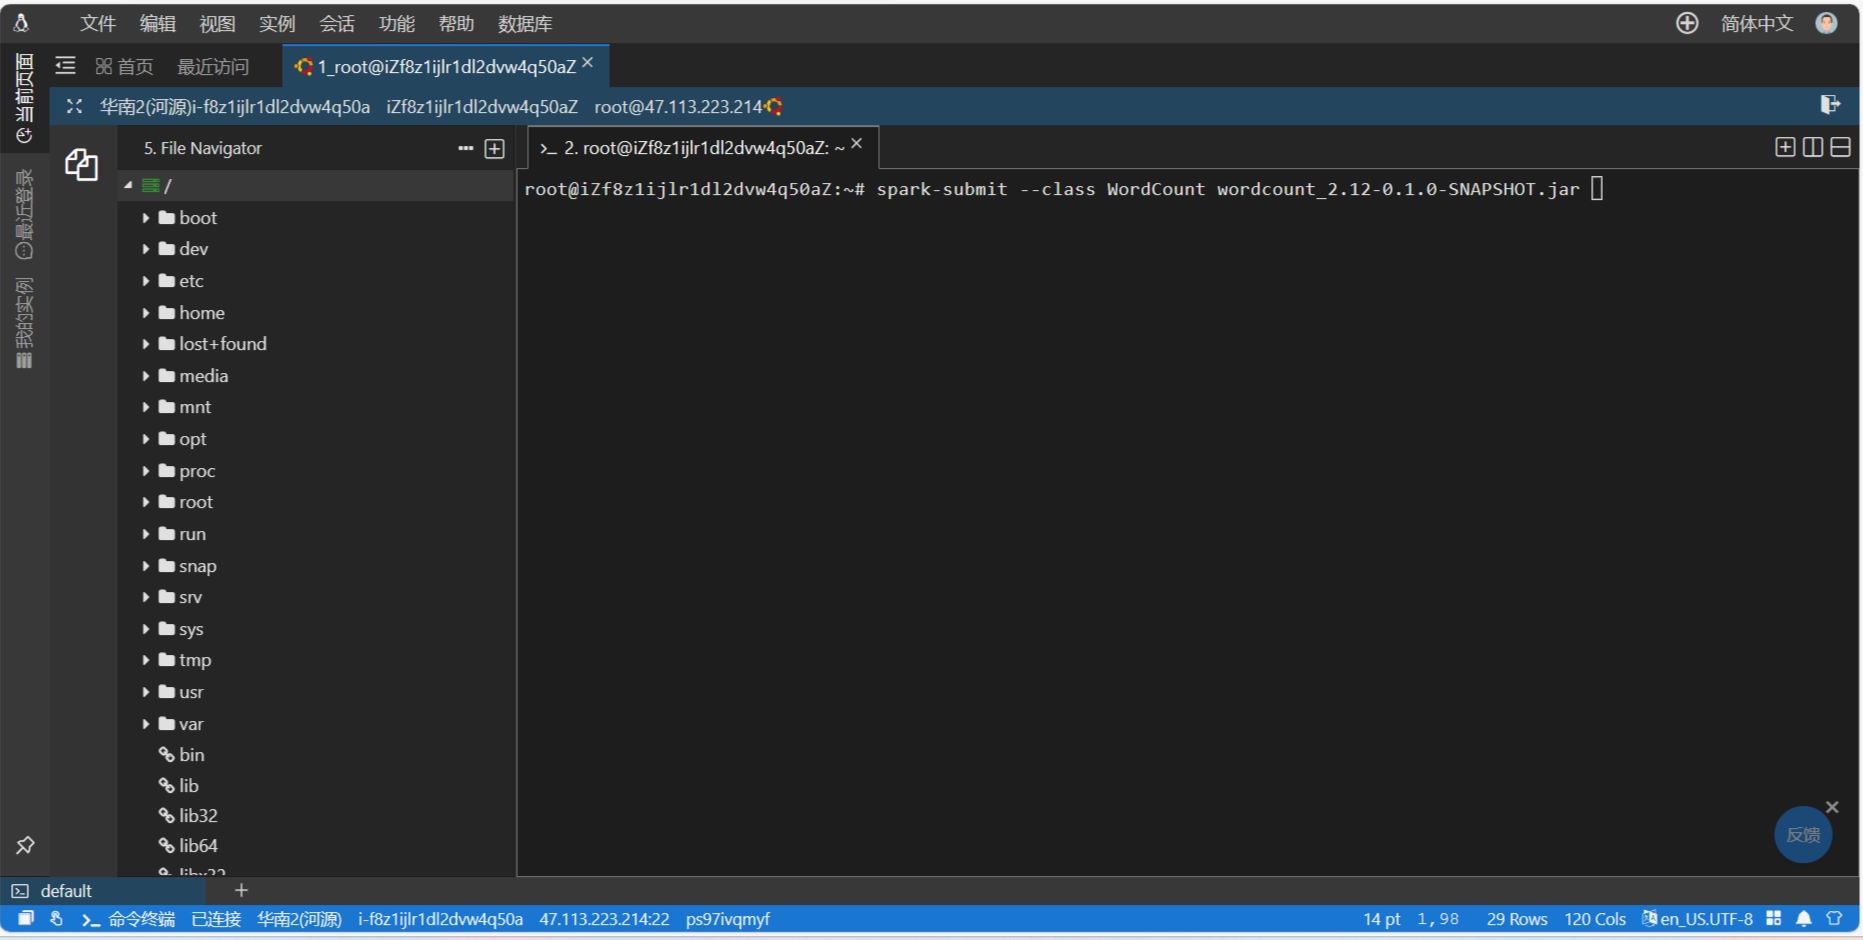 文件 编辑 视图 实例 会话 功能 帮助 数据库 简体中文
当前页面
最近登录
我的实例
首页 最近访问 1_root@iZf8z1ijlr1dl2dvw4q50aZ
华南2(河源)i-f8z1ijlr1dl2dvw4q50a iZf8z1ijlr1dl2dvw4q50aZ root@47.113.223.214
5. File Navigator
/
boot
dev
etc
home
lost+found
media
mnt
opt
proc
root
run
snap
srv
sys
tmp
usr
var
bin
lib
lib32
lib64
libx32
2. root@iZf8z1ijlr1dl2dvw4q50aZ: ~
root@iZf8z1ijlr1dl2dvw4q50aZ:~# spark-submit --class WordCount wordcount_2.12-0.1.0-SNAPSHOT.jar
反馈
default
命令终端 已连接 华南2(河源) i-f8z1ijlr1dl2dvw4q50a 47.113.223.214:22 ps97ivqmyf 14 pt 1,98 29 Rows 120 Cols en_US.UTF-8